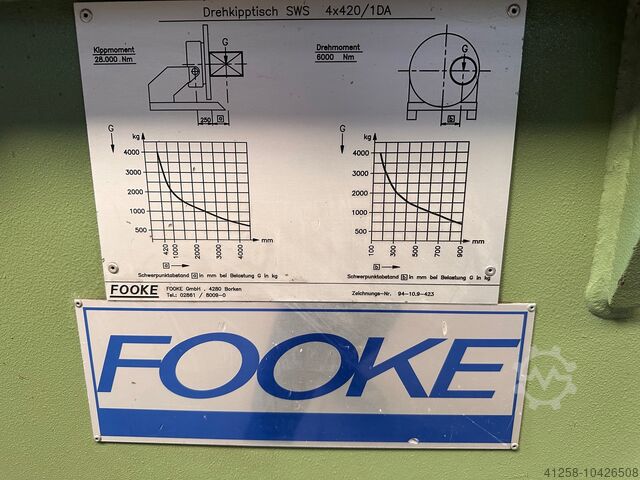 Drehkipptisch SWS 4x420/1DA
Kippmoment
28.000 Nm
G
250 a
Drehmoment
6000 Nm
G
b
G
kg
4000
3000
2000
1000
500
420
1000
2000
3000
4000
mm
Schwerpunktabstand a in mm bei Belastung G in kg
G
kg
4000
3000
2000
1000
500
100
300
500
700
900
mm
Schwerpunktabstand b in mm bei Belastung G in kg
FOOKE FOOKE GmbH , 4280 Borken
Tel.: 02861 / 8009-0
Zeichnungs-Nr. 94-10.9-423
FOOKE
41258-10426508